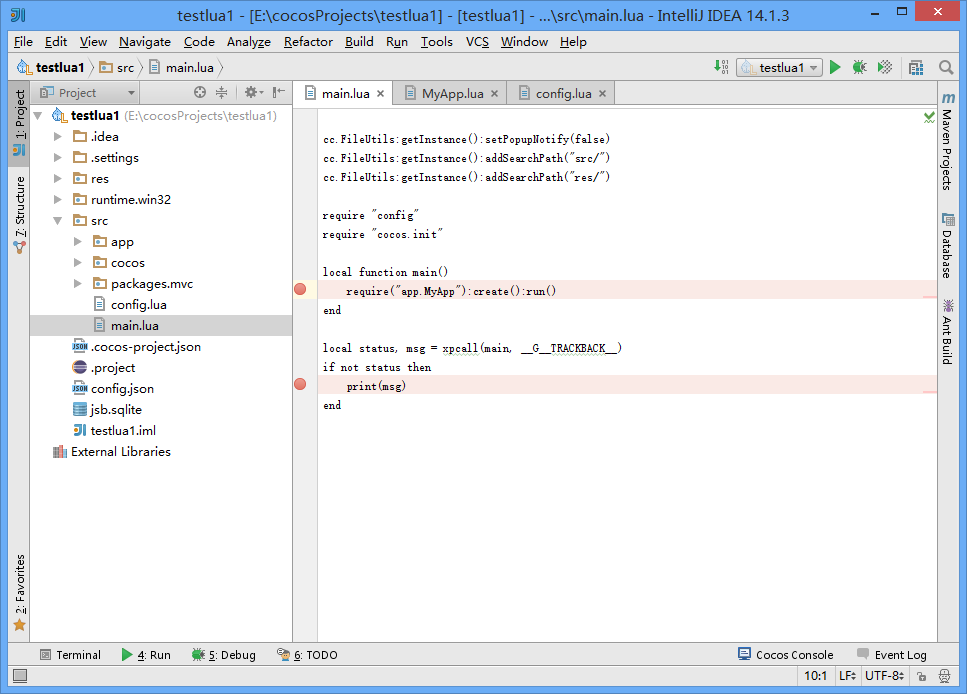 testlua1 - [E:\cocosProjects\testlua1] - [testlua1] - ...\src\main.lua - IntelliJ IDEA 14.1.3
File Edit View Navigate Code Analyze Refactor Build Run Tools VCS Window Help
testlua1 src main.lua testlua1
1: Project
Z: Structure
2: Favorites
Project
testlua1 (E:\cocosProjects\testlua1)
.idea
.settings
res
runtime.win32
src
app
cocos
packages.mvc
config.lua
main.lua
.cocos-project.json
.project
config.json
jsb.sqlite
testlua1.iml
External Libraries
main.lua MyApp.lua config.lua
cc.FileUtils:getInstance():setPopupNotify(false)
cc.FileUtils:getInstance():addSearchPath("src/")
cc.FileUtils:getInstance():addSearchPath("res/")
require "config"
require "cocos.init"
local function main()
require("app.MyApp"):create():run()
end
local status, msg = xpcall(main, __G__TRACKBACK__)
if not status then
print(msg)
end
Maven Projects
Database
Ant Build
Terminal 4: Run 5: Debug 6: TODO Cocos Console Event Log
10:1 LF UTF-8